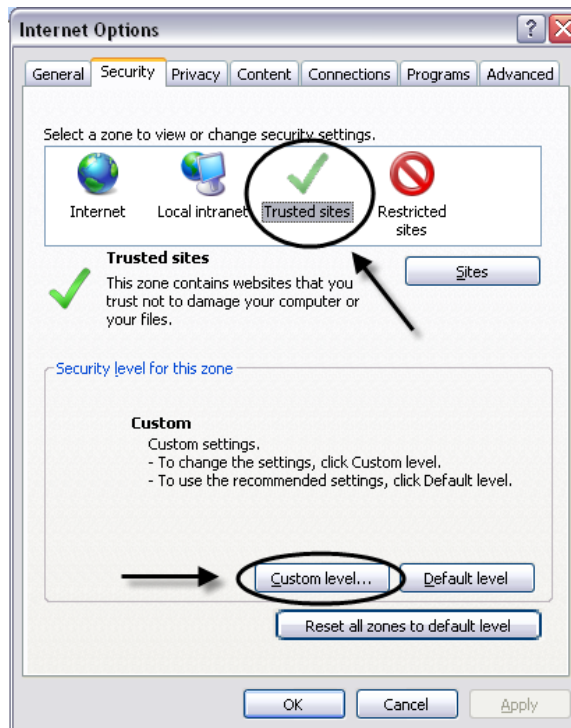 Internet Options
General Security Privacy Content Connections Programs Advanced
Select a zone to view or change security settings.
Internet Local intranet Trusted sites Restricted
sites
Trusted sites
This zone contains websites that you
trust not to damage your computer or
your files.
Sites
Security level for this zone
Custom
Custom settings.
- To change the settings, click Custom level.
- To use the recommended settings, click Default level.
Custom level... Default level
Reset all zones to default level
OK Cancel Apply